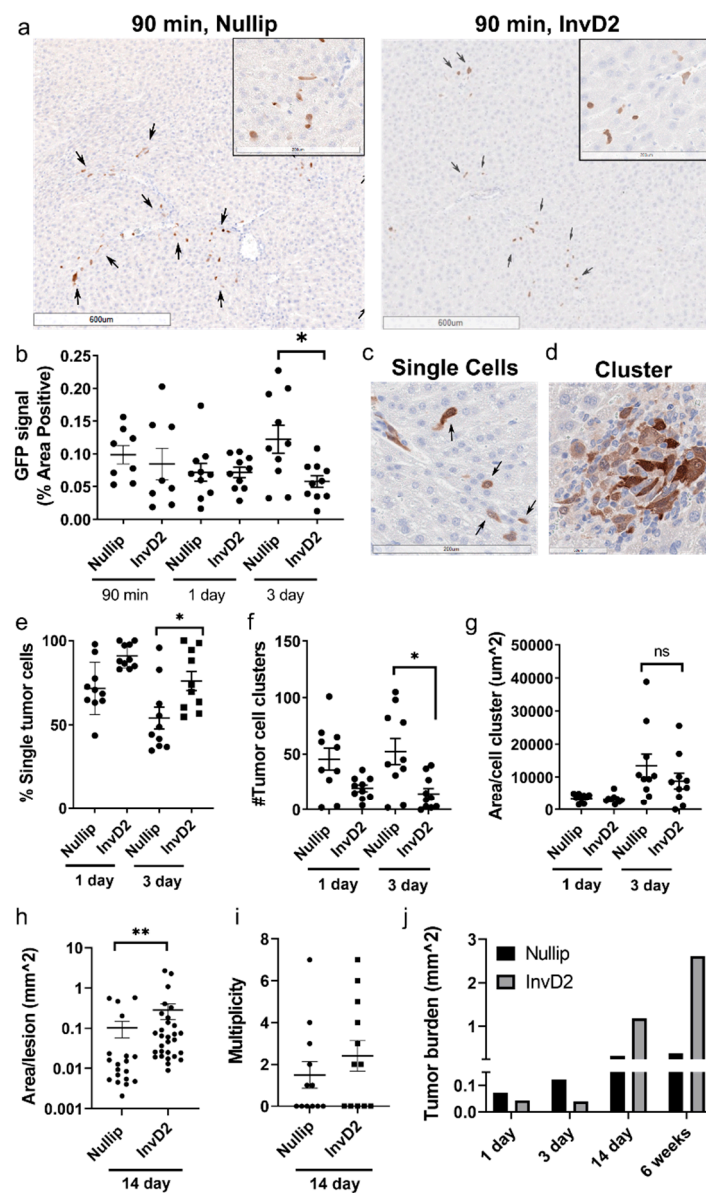 a
90 min, Nullip
90 min, InvD2
600um
600um
b
GFP signal
(% Area Positive)
0.25
0.20
0.15
0.10
0.05
0.00
*
Nullip
InvD2
Nullip
InvD2
Nullip
InvD2
90 min
1 day
3 day
c
Single Cells
200um
d
Cluster
e
% Single tumor cells
100
50
0
*
Nullip
InvD2
Nullip
InvD2
1 day
3 day
f
#Tumor cell clusters
150
100
50
0
*
Nullip
InvD2
Nullip
InvD2
1 day
3 day
g
Area/cell cluster (um^2)
50000
40000
30000
20000
10000
0
ns
Nullip
InvD2
Nullip
InvD2
1 day
3 day
h
Area/lesion (mm^2)
10
1
0.1
0.01
0.001
**
Nullip
InvD2
14 day
i
Multiplicity
8
6
4
2
0
Nullip
InvD2
14 day
j
Tumor burden (mm^2)
3
2
1
0.1
0.0
Nullip
InvD2
1 day
3 day
14 day
6 weeks